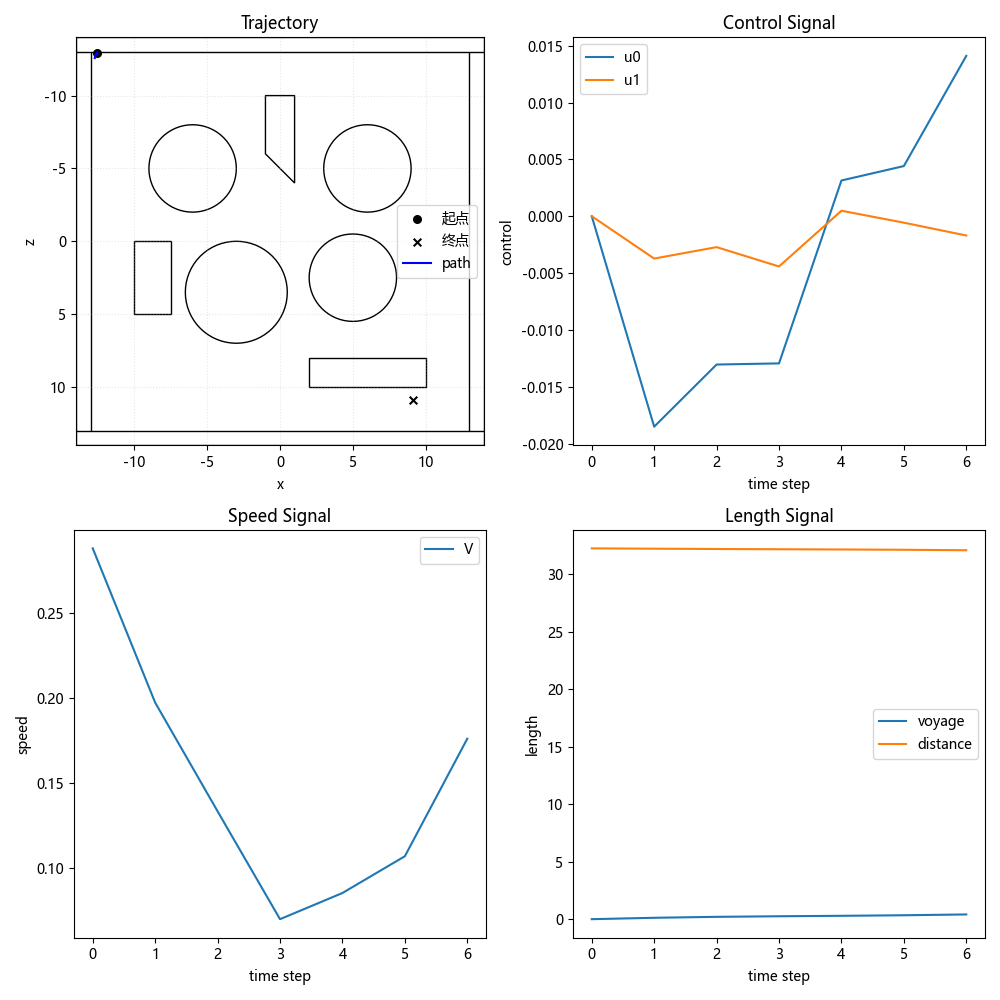 Trajectory
-10
-5
0
5
10
z
-10
-5
0
5
10
x
起点
终点
path
Control Signal
0.015
0.010
0.005
0.000
-0.005
-0.010
-0.015
-0.020
control
u0
u1
0
1
2
3
4
5
6
time step
Speed Signal
0.25
0.20
0.15
0.10
speed
V
0
1
2
3
4
5
6
time step
Length Signal
30
25
20
15
10
5
0
length
voyage
distance
0
1
2
3
4
5
6
time step